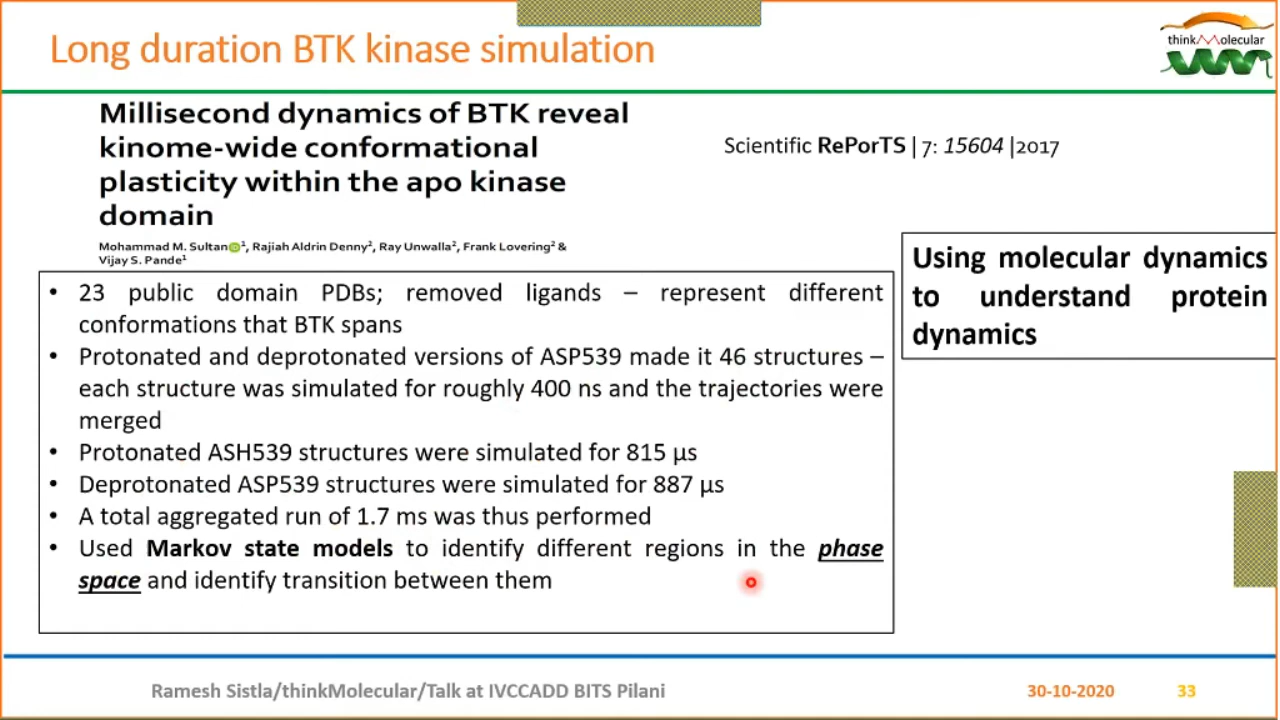 Long duration BTK kinase simulation
thinkMolecular
Millisecond dynamics of BTK reveal
kinome-wide conformational
plasticity within the apo kinase
domain
Scientific RePorTS | 7: 15604 |2017
Mohammad M. Sultan¹, Rajiah Aldrin Denny², Ray Unwalla², Frank Lovering² &
Vijay S. Pande¹
Using molecular dynamics
to understand protein
dynamics
• 23 public domain PDBs; removed ligands – represent different
conformations that BTK spans
• Protonated and deprotonated versions of ASP539 made it 46 structures –
each structure was simulated for roughly 400 ns and the trajectories were
merged
• Protonated ASH539 structures were simulated for 815 µs
• Deprotonated ASP539 structures were simulated for 887 µs
• A total aggregated run of 1.7 ms was thus performed
• Used Markov state models to identify different regions in the phase
space and identify transition between them
Ramesh Sistla/thinkMolecular/Talk at IVCCADD BITS Pilani
30-10-2020
33